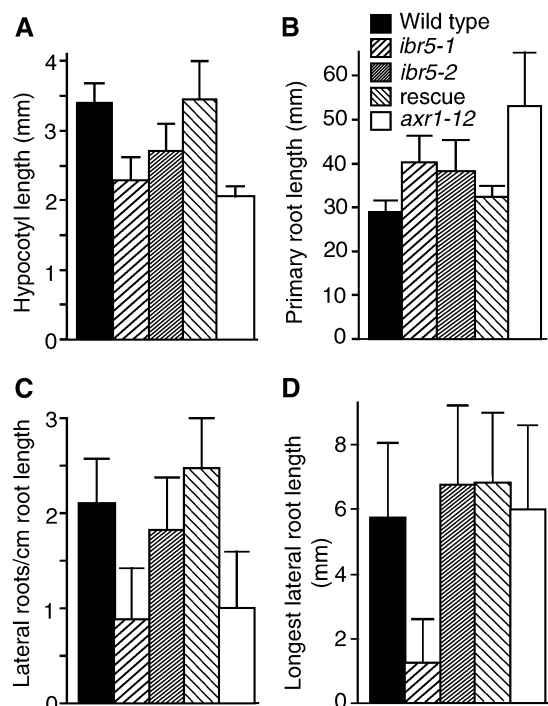 A
Hypocotyl length (mm)
4
3
2
1
0
B
Primary root length (mm)
60
50
40
30
20
10
0
Wild type
ibr5-1
ibr5-2
rescue
axr1-12
C
Lateral roots/cm root length
3
2
1
0
D
Longest lateral root length
(mm)
8
6
4
2
0